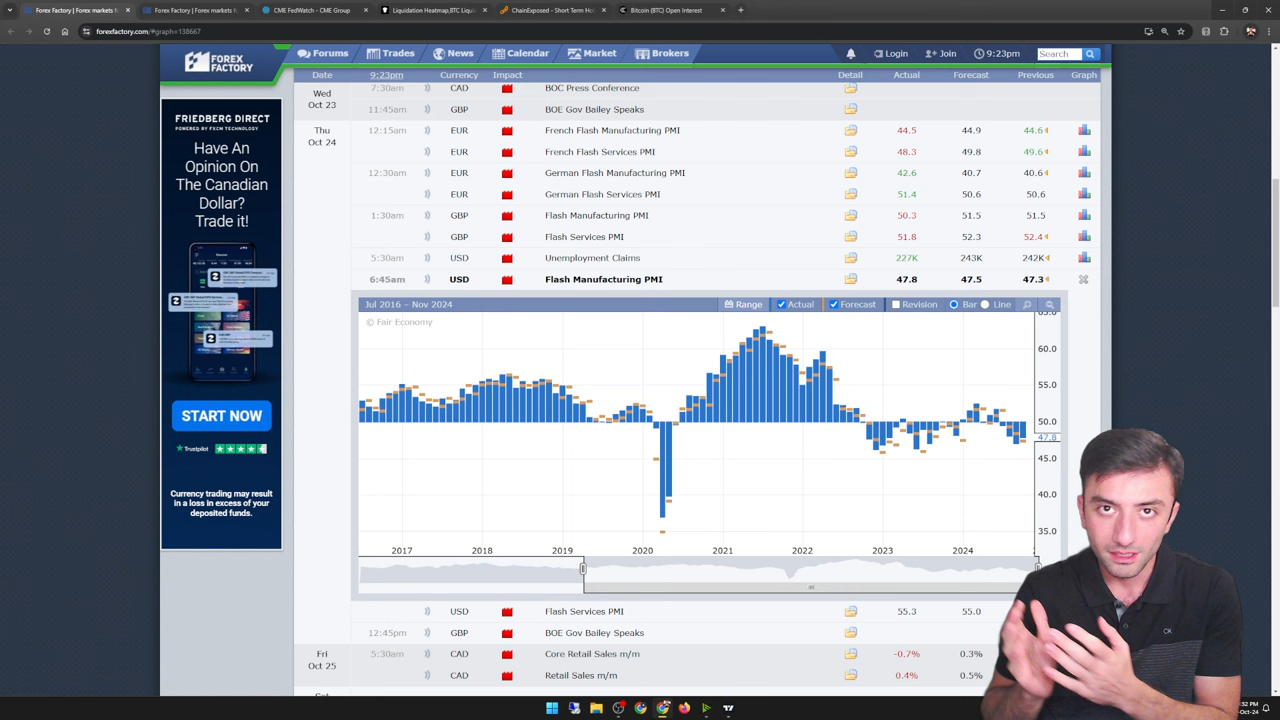 Forex Factory | Forex markets f
Forex Factory | Forex markets f
CME FedWatch - CME Group
Liquidation Heatmap,BTC Liqui
ChainExposed - Short Term Ho
Bitcoin (BTC) Open Interest
forexfactory.com/#graph=138667
FOREX FACTORY
Forums Trades News Calendar Market Brokers Login Join 9:23pm Search
Date 9:23pm Currency Impact Detail Actual Forecast Previous Graph
Wed Oct 23 7:30am CAD BOC Press Conference
11:45am GBP BOE Gov Bailey Speaks
Thu Oct 24 12:15am EUR French Flash Manufacturing PMI 44.5 44.9 44.6
EUR French Flash Services PMI 48.3 49.8 49.6
12:30am EUR German Flash Manufacturing PMI 42.6 40.7 40.6
EUR German Flash Services PMI 51.4 50.6 50.6
1:30am GBP Flash Manufacturing PMI 50.3 51.5 51.5
GBP Flash Services PMI 51.8 52.3 52.4
5:30am USD Unemployment Claims 227K 243K 242K
6:45am USD Flash Manufacturing PMI 47.8 47.5 47.3
Jul 2016 – Nov 2024 Range Actual Forecast Revision Bar Line
© Fair Economy
65.0
60.0
55.0
50.0
47.8
45.0
40.0
35.0
2017 2018 2019 2020 2021 2022 2023 2024
USD Flash Services PMI 55.3 55.0
12:45pm GBP BOE Gov Bailey Speaks
Fri Oct 25 5:30am CAD Core Retail Sales m/m -0.7% 0.3%
CAD Retail Sales m/m 0.4% 0.5%
Sat
FRIEDBERG DIRECT
POWERED BY FXCM TECHNOLOGY
Have An
Opinion On
The Canadian
Dollar?
Trade it!
START NOW
Trustpilot
Currency trading may result
in a loss in excess of your
deposited funds.
CK